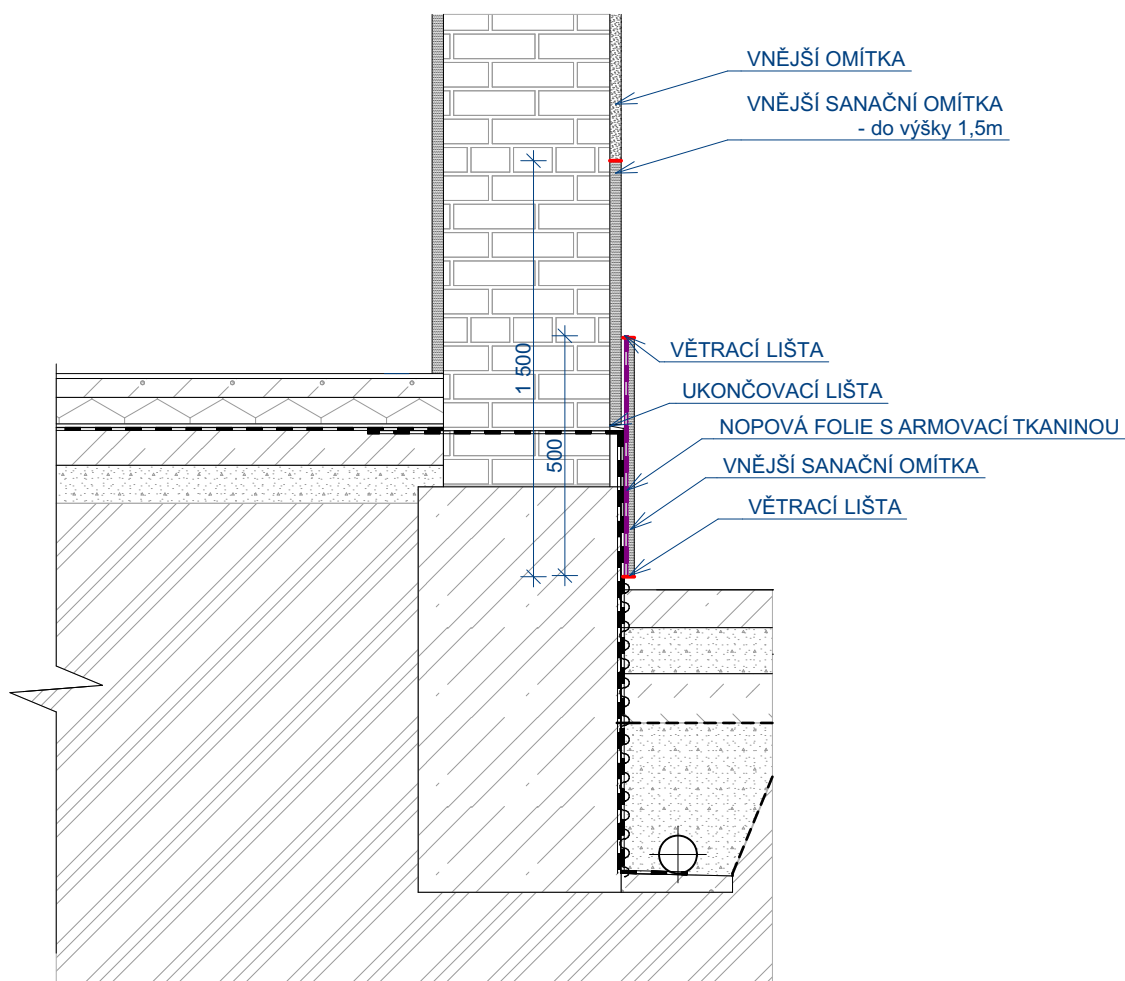 VNĚJŠÍ OMÍTKA
VNĚJŠÍ SANAČNÍ OMÍTKA
- do výšky 1,5m
VĚTRACÍ LIŠTA
UKONČOVACÍ LIŠTA
NOPOVÁ FOLIE S ARMOVACÍ TKANINOU
VNĚJŠÍ SANAČNÍ OMÍTKA
VĚTRACÍ LIŠTA
1 500
500